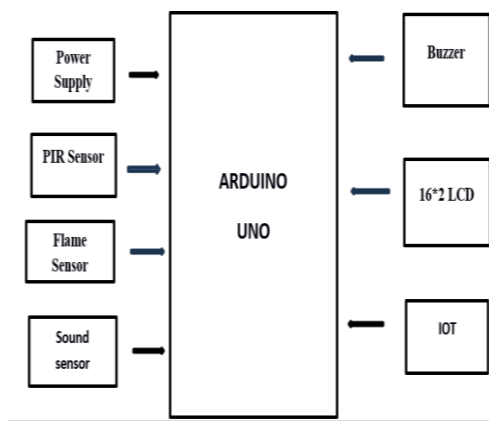 Power
Supply
PIR Sensor
Flame
Sensor
Sound
sensor
ARDUINO
UNO
Buzzer
16*2 LCD
IOT